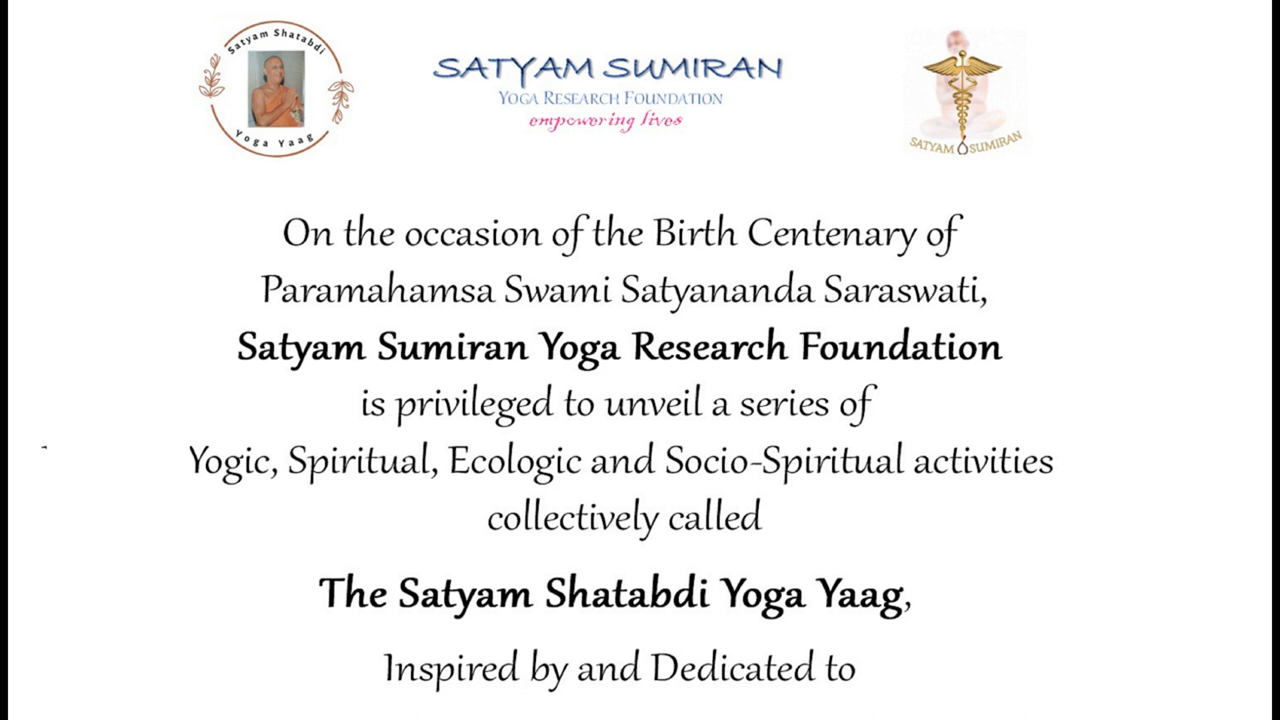 Satyam Shatabdi
Yoga Yaag
SATYAM SUMIRAN
YOGA RESEARCH FOUNDATION
empowering lives
SATYAM SUMIRAN
On the occasion of the Birth Centenary of
Paramahamsa Swami Satyananda Saraswati,
Satyam Sumiran Yoga Research Foundation
is privileged to unveil a series of
Yogic, Spiritual, Ecologic and Socio-Spiritual activities
collectively called
The Satyam Shatabdi Yoga Yaag,
Inspired by and Dedicated to